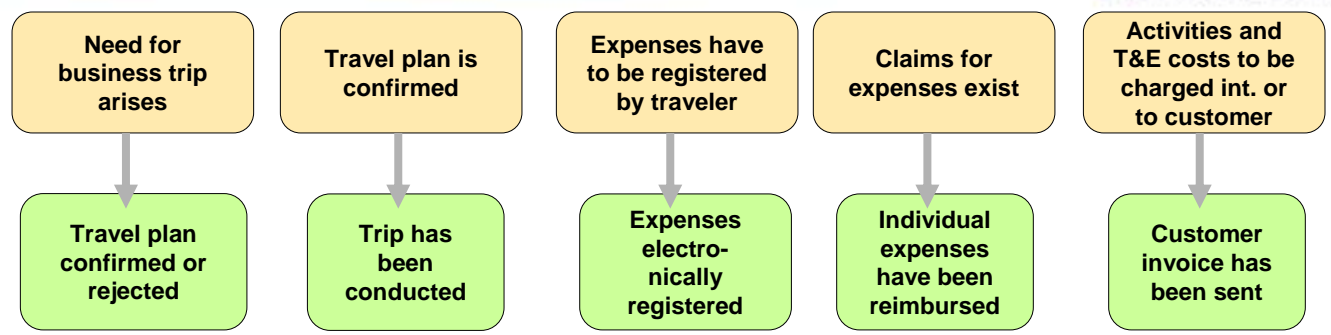 Need for
business trip
arises
Travel plan is
confirmed
Expenses have
to be registered
by traveler
Claims for
expenses exist
Activities and
T&E costs to be
charged int. or
to customer
Travel plan
confirmed or
rejected
Trip has
been
conducted
Expenses
electro-
nically
registered
Individual
expenses
have been
reimbursed
Customer
invoice has
been sent